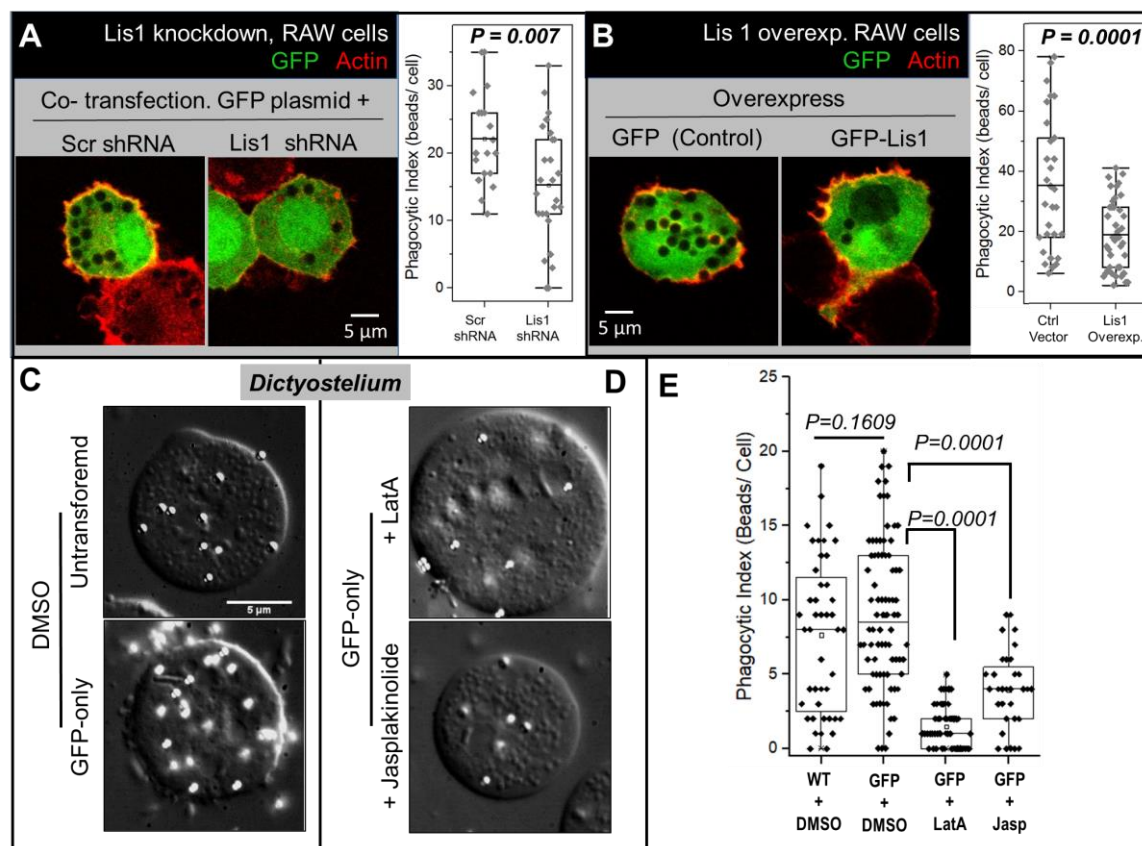 A
Lis1 knockdown, RAW cells
GFP Actin
Co- transfection. GFP plasmid +
Scr shRNA
Lis1 shRNA
5 µm
P = 0.007
Phagocytic Index (beads/ cell)
30
20
10
0
Scr
shRNA
Lis1
shRNA
B
Lis 1 overexp. RAW cells
GFP Actin
Overexpress
GFP (Control)
GFP-Lis1
5 µm
P = 0.0001
Phagocytic Index (beads/ cell)
80
60
40
20
0
Ctrl
Vector
Lis1
Overexp.
C
Dictyostelium
D
DMSO
Untransforemd
GFP-only
5 µm
GFP-only
+ LatA
+ Jasplakinolide
E
Phagocytic Index (Beads/ Cell)
25
20
15
10
5
0
P=0.1609
P=0.0001
P=0.0001
WT
+
DMSO
GFP
+
DMSO
GFP
+
LatA
GFP
+
Jasp